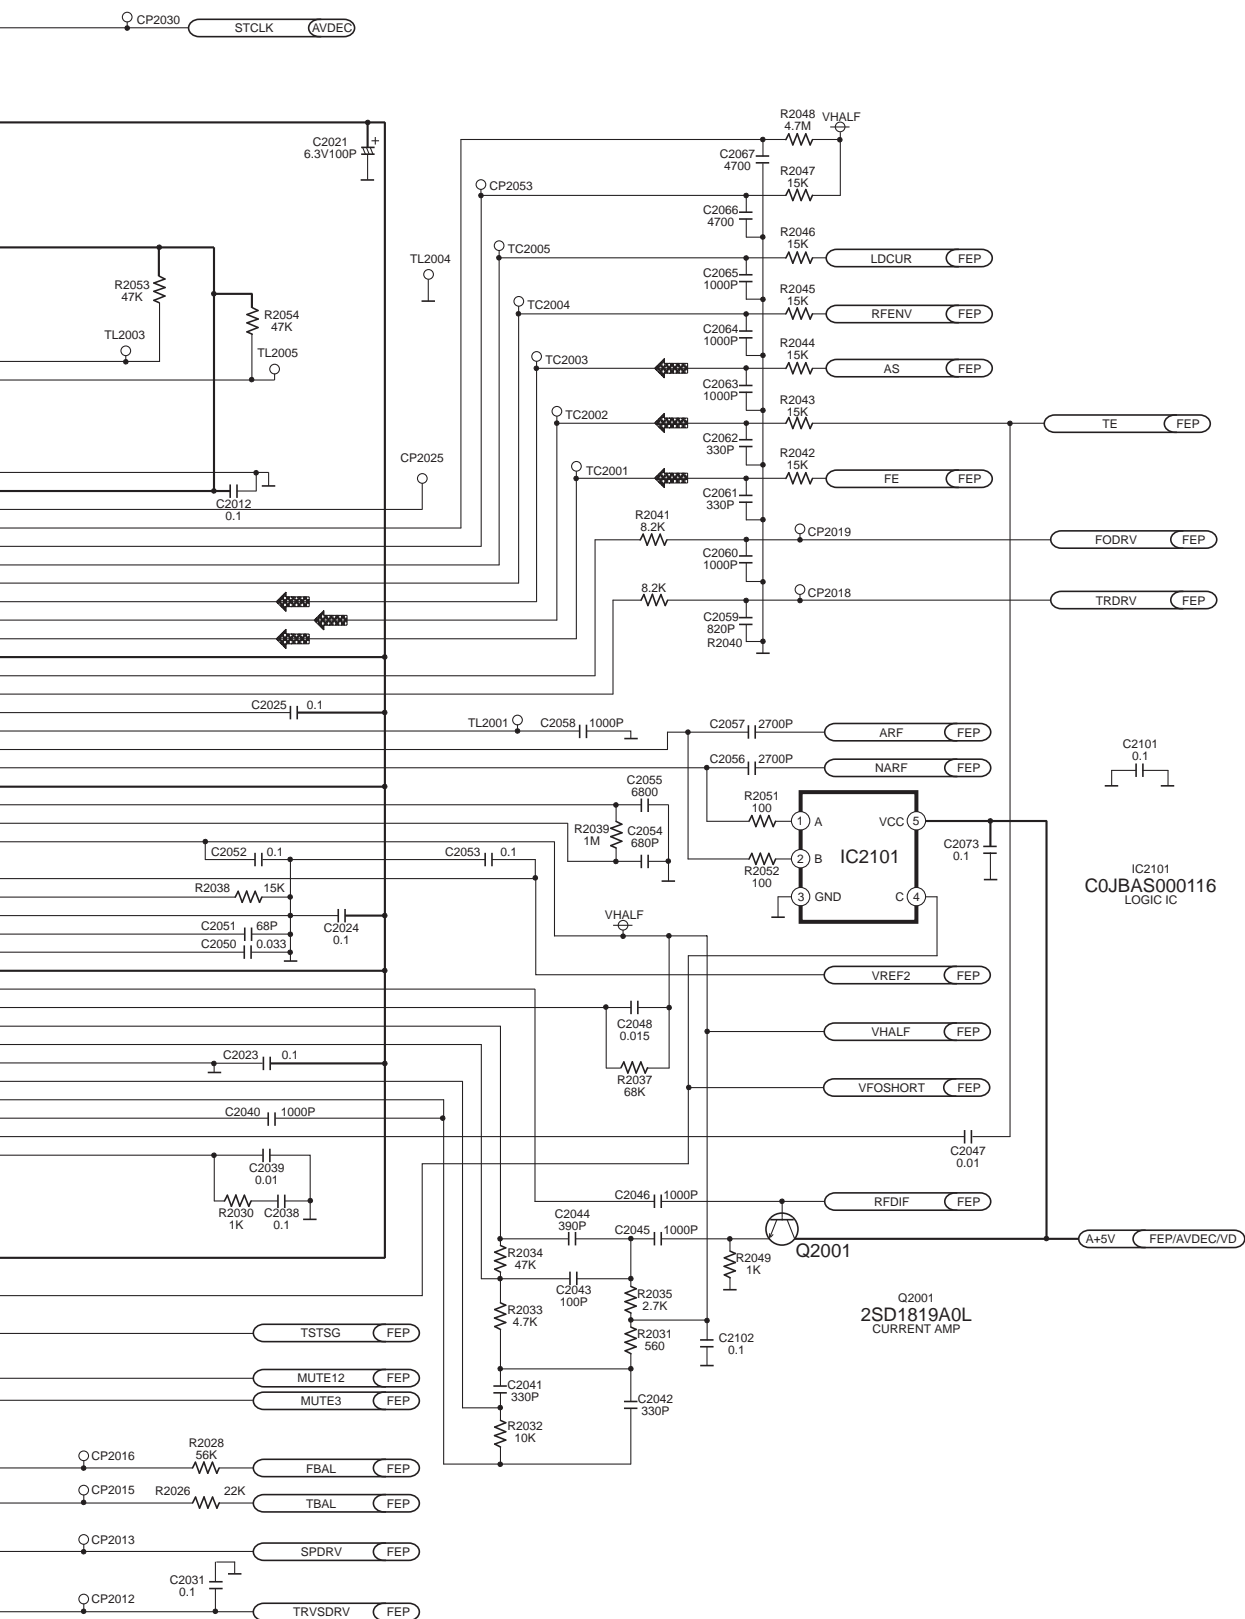 CP2030
STCLK AVDEC
C2021
6.3V100P
+
R2048
4.7M
VHALF
C2067
4700
R2047
15K
CP2053
C2066
4700
R2046
15K
TC2005
LDCUR FEP
TL2004
C2065
1000P
R2045
15K
R2053
47K
TC2004
RFENV FEP
R2054
47K
C2064
1000P
TL2003
R2044
15K
TL2005
TC2003
AS FEP
C2063
1000P
R2043
15K
TC2002
TE FEP
C2062
330P
R2042
15K
CP2025
TC2001
FE FEP
C2061
330P
C2012
0.1
R2041
8.2K
CP2019
FODRV FEP
C2060
1000P
8.2K
CP2018
TRDRV FEP
C2059
820P
R2040
C2025 0.1
TL2001
C2058 1000P
C2057 2700P
ARF FEP
C2056 2700P
NARF FEP
C2101
0.1
C2055
6800
R2051
100
R2039
1M
C2054
680P
1 A
VCC 5
C2073
0.1
C2052 0.1
C2053 0.1
2 B
IC2101
R2052
100
IC2101
C0JBAS000116
LOGIC IC
R2038 15K
3 GND
C 4
C2051 68P
C2050 0.033
C2024
0.1
VHALF
VREF2 FEP
C2048
0.015
VHALF FEP
C2023 0.1
R2037
68K
VFOSHORT FEP
C2040 1000P
C2047
0.01
C2039
0.01
R2030
1K
C2038
0.1
C2046 1000P
RFDIF FEP
C2044
390P
C2045 1000P
Q2001
A+5V FEP/AVDEC/VD
R2034
47K
R2049
1K
C2043
100P
R2035
2.7K
R2033
4.7K
Q2001
2SD1819A0L
CURRENT AMP
R2031
560
C2102
0.1
TSTSG FEP
MUTE12 FEP
C2041
330P
MUTE3 FEP
C2042
330P
R2032
10K
CP2016
R2028
56K
FBAL FEP
CP2015
R2026 22K
TBAL FEP
CP2013
SPDRV FEP
C2031
0.1
CP2012
TRVSDRV FEP